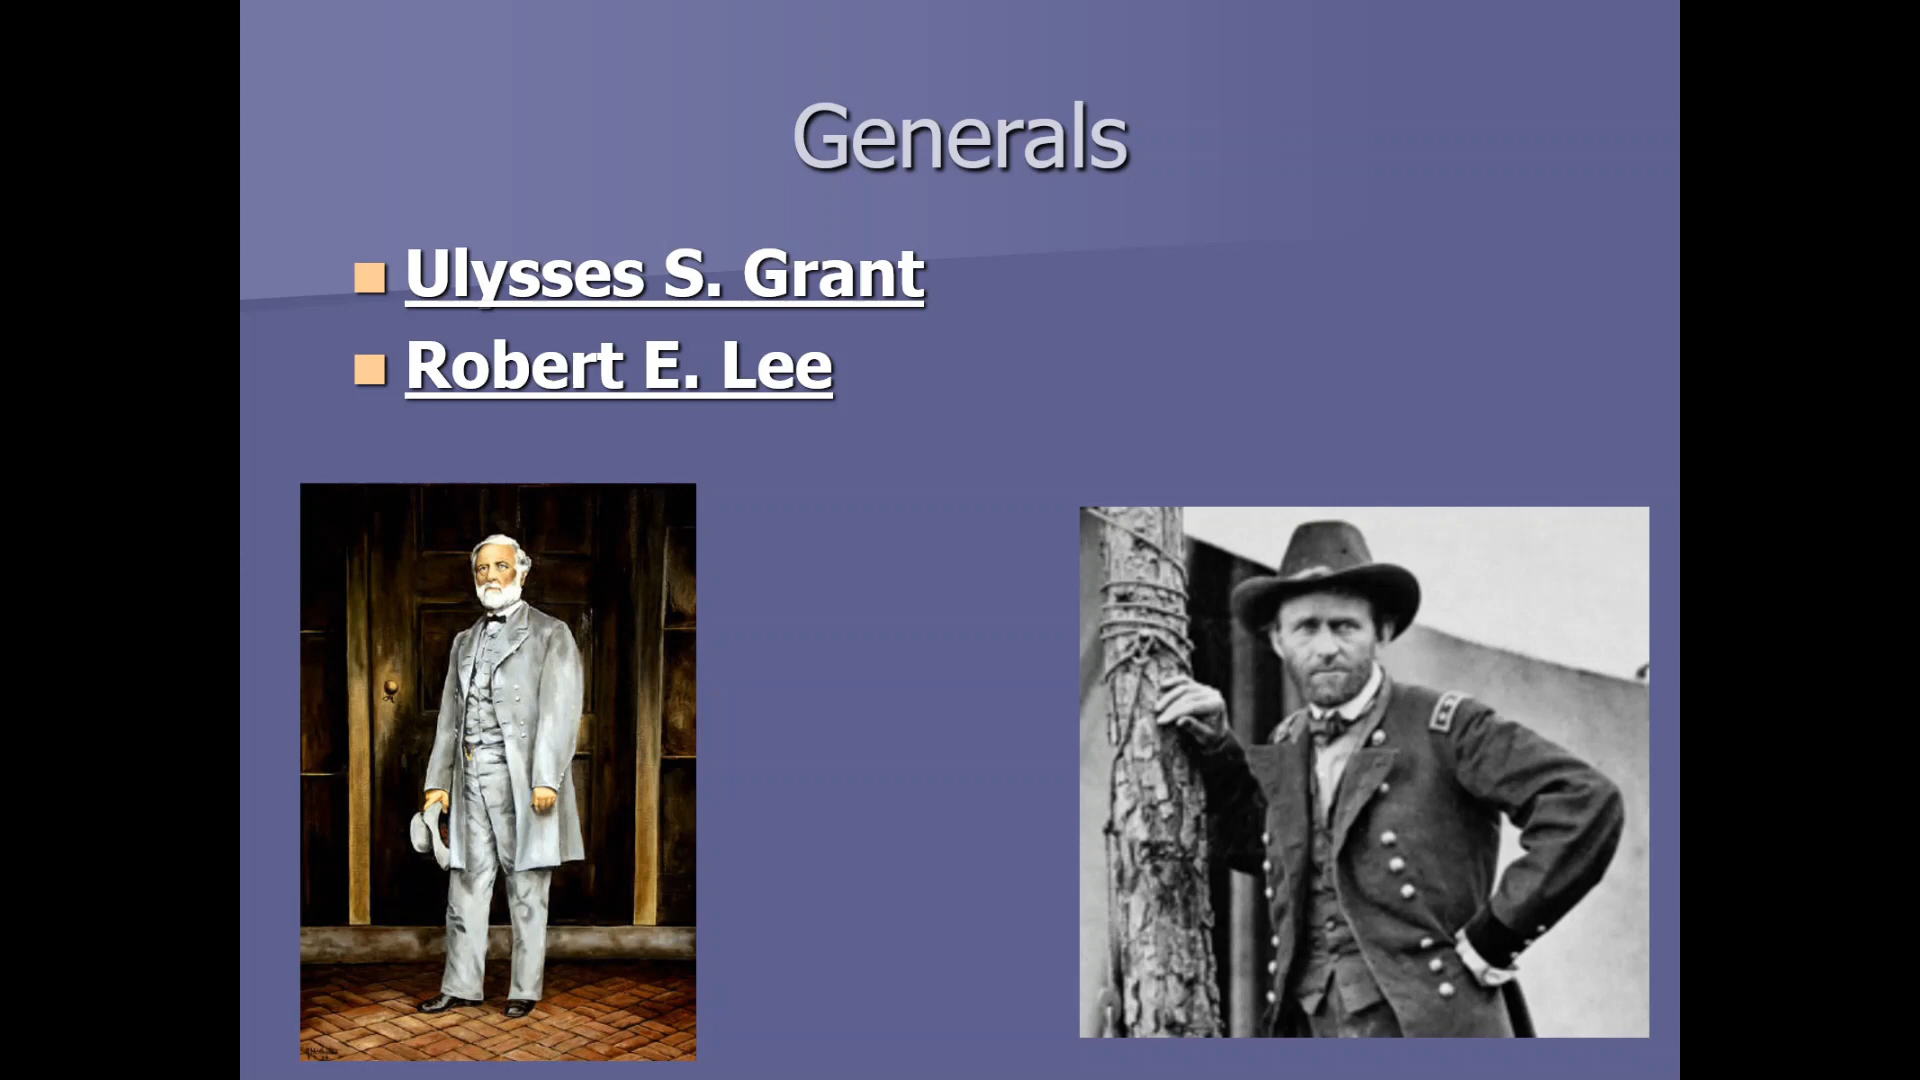 Generals
Ulysses S. Grant
Robert E. Lee